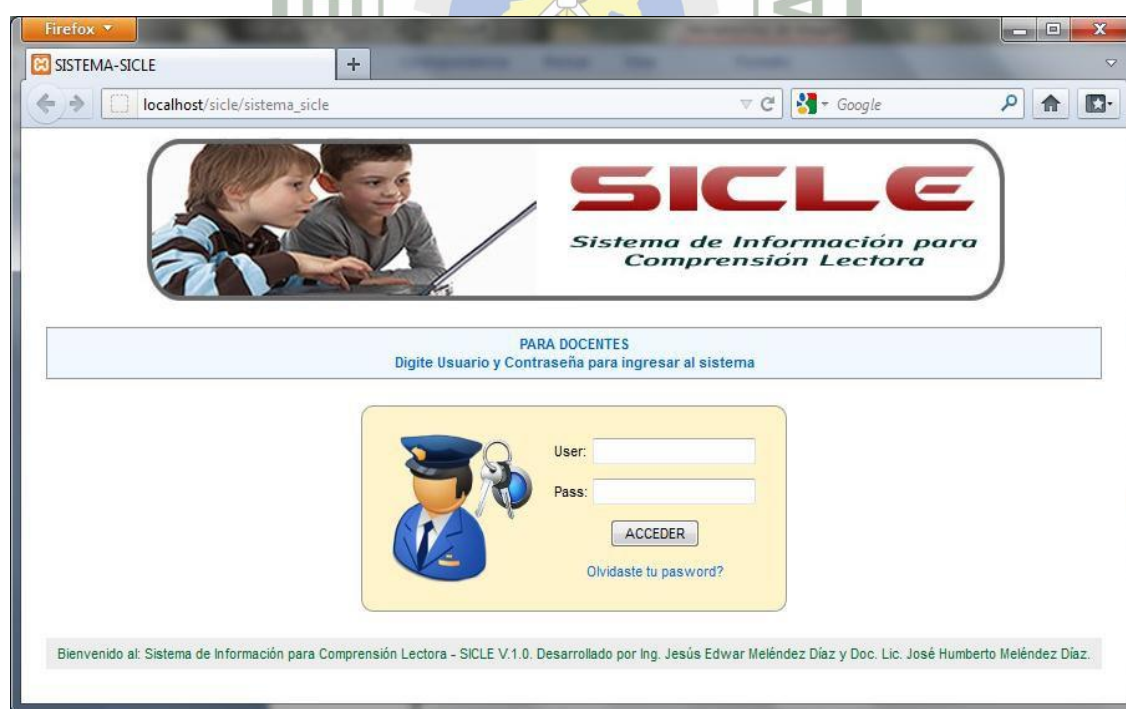 Firefox
SISTEMA-SICLE
localhost/sicle/sistema_sicle
Google
SICLE
Sistema de Información para
Comprensión Lectora
PARA DOCENTES
Digite Usuario y Contraseña para ingresar al sistema
User:
Pass:
ACCEDER
Olvidaste tu pasword?
Bienvenido al: Sistema de Información para Comprensión Lectora - SICLE V.1.0. Desarrollado por Ing. Jesús Edwar Meléndez Díaz y Doc. Lic. José Humberto Meléndez Díaz.